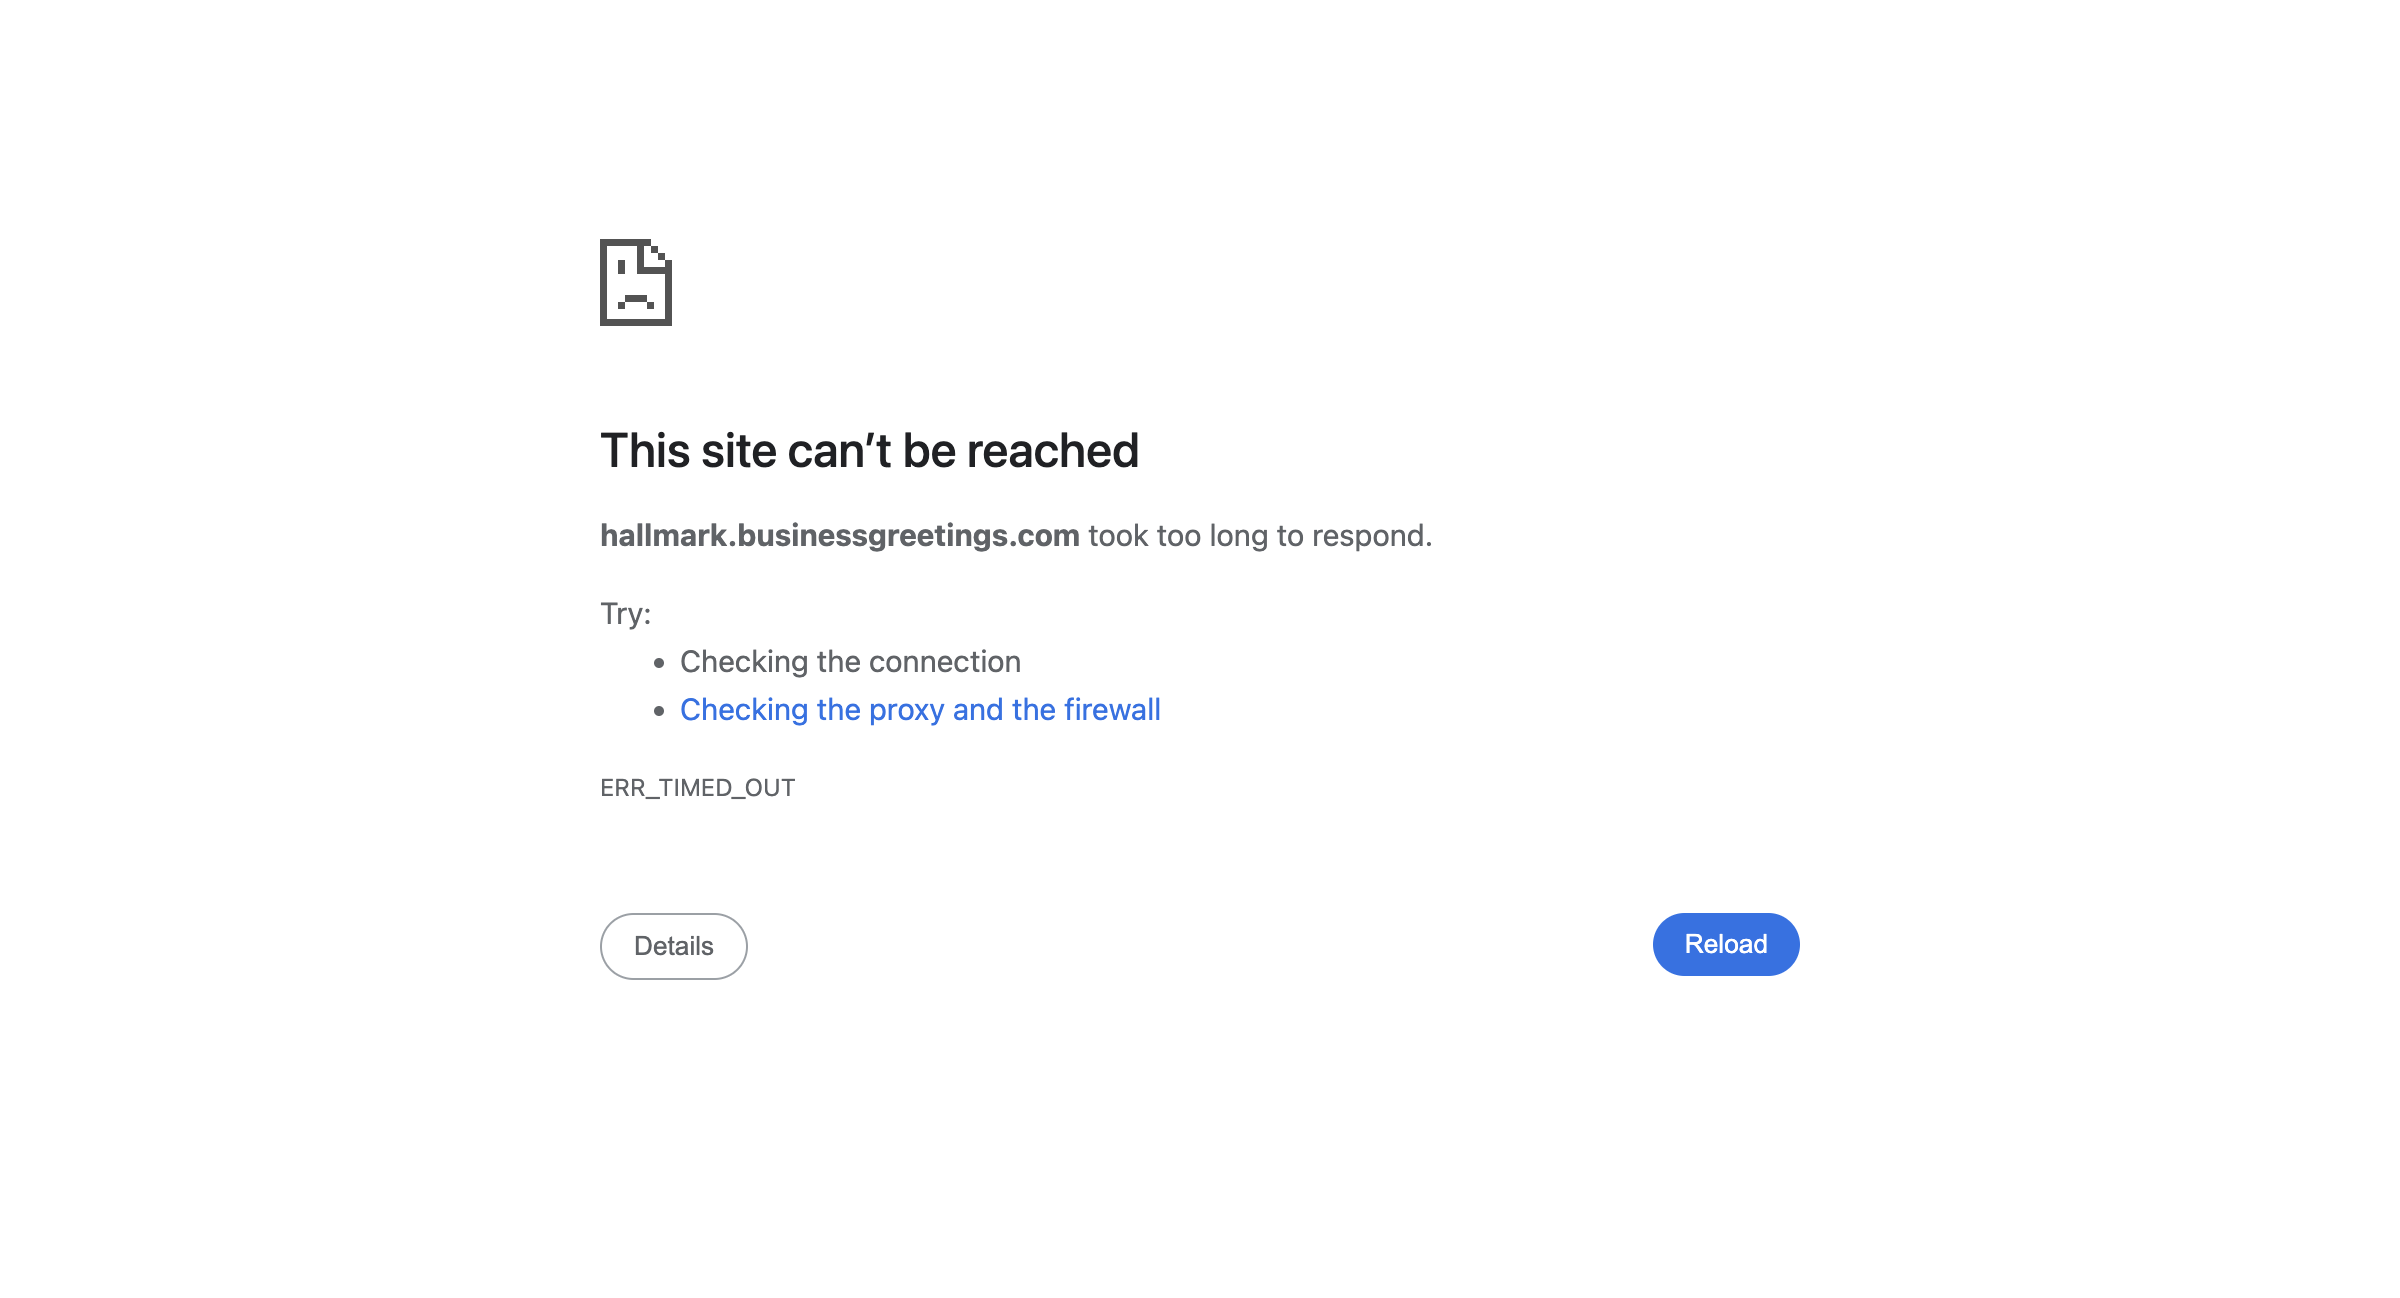 This site can’t be reached
hallmark.businessgreetings.com took too long to respond.
Try:
• Checking the connection
• Checking the proxy and the firewall
ERR_TIMED_OUT
Details
Reload